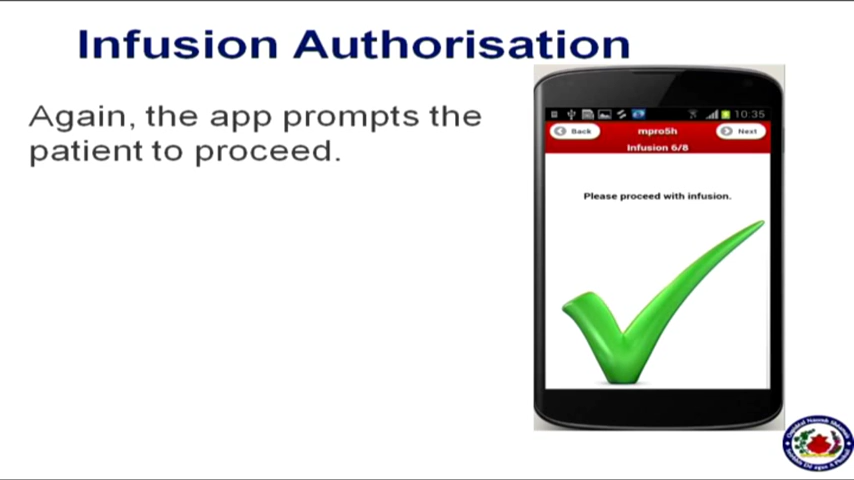 Infusion Authorisation
Again, the app prompts the
patient to proceed.
10:35
Back
mpro5h
Next
Infusion 6/8
Please proceed with infusion.